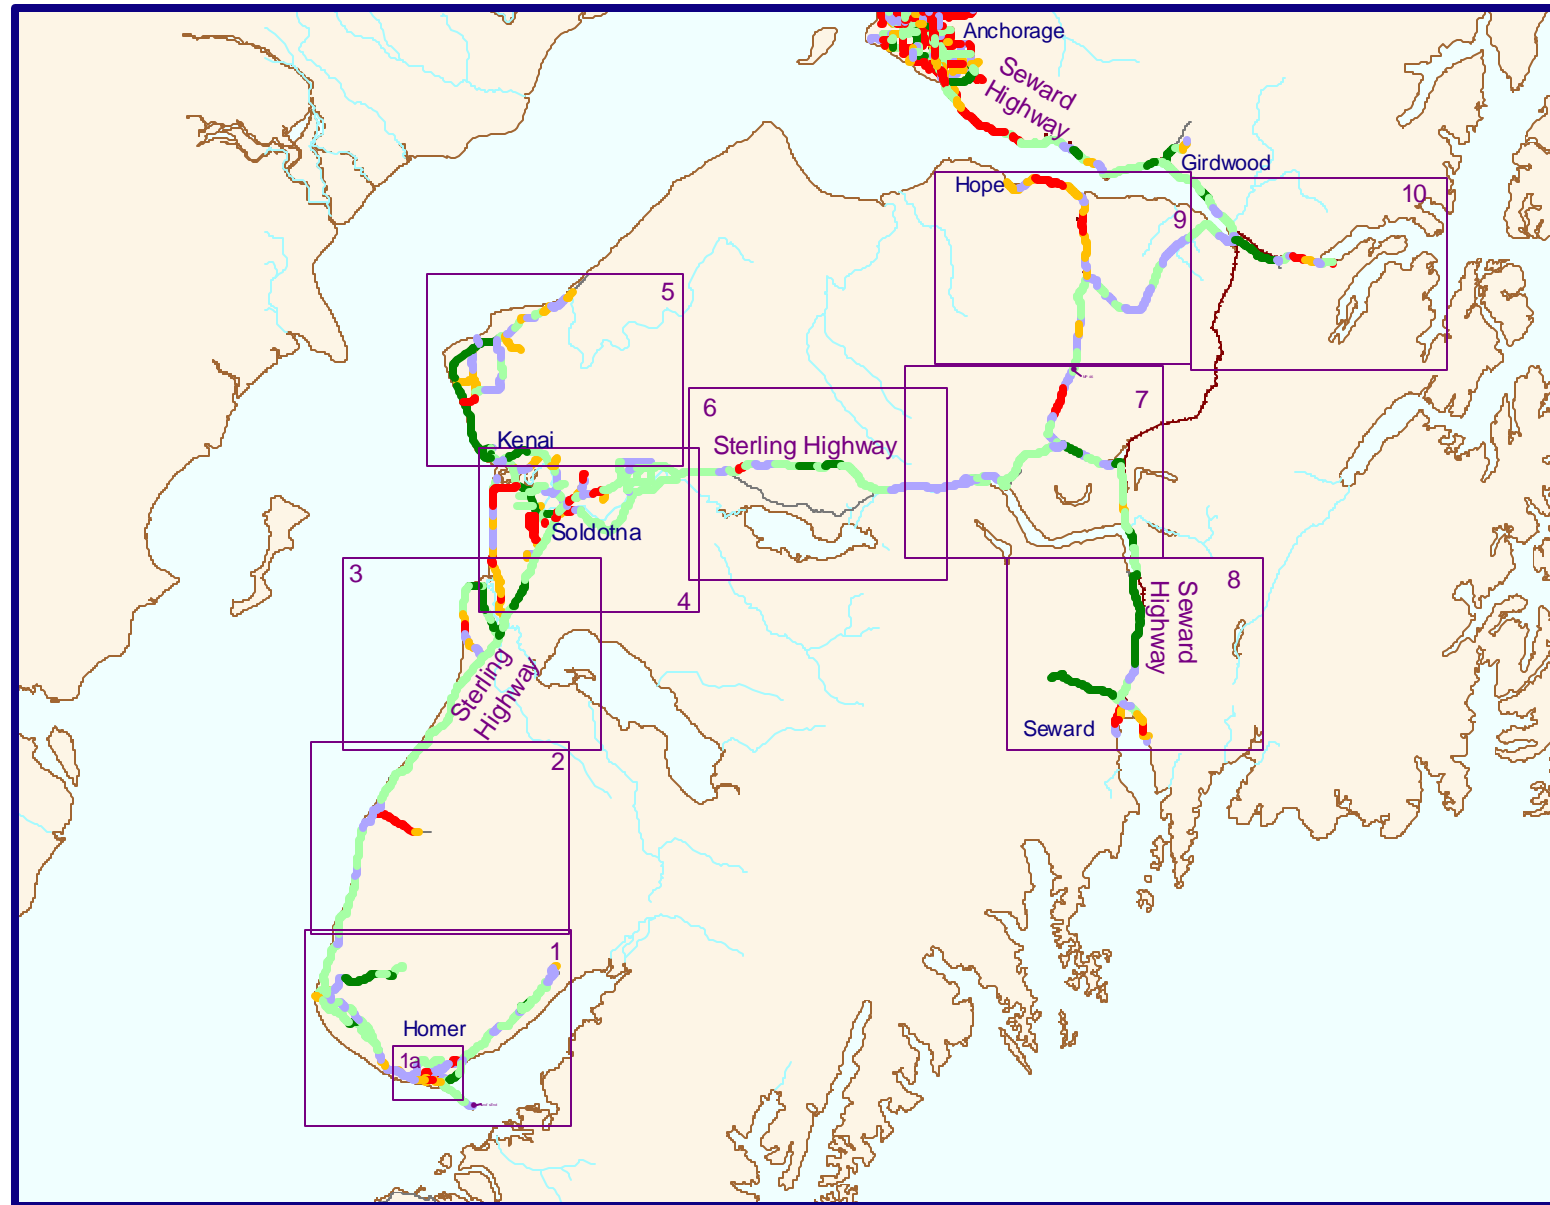 Anchorage
Seward
Highway
Girdwood
Hope
10
9
5
6
7
Kenai
Sterling Highway
Soldotna
3
4
8
Seward
Highway
Sterling
Highway
Seward
2
1
Homer
1a